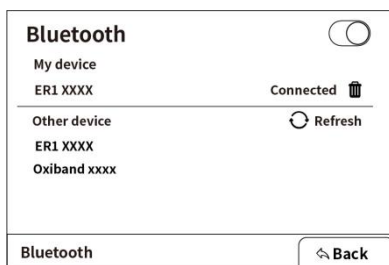 Bluetooth
My device
ER1 XXXX Connected
Other device Refresh
ER1 XXXX
Oxiband xxxx
Bluetooth Back